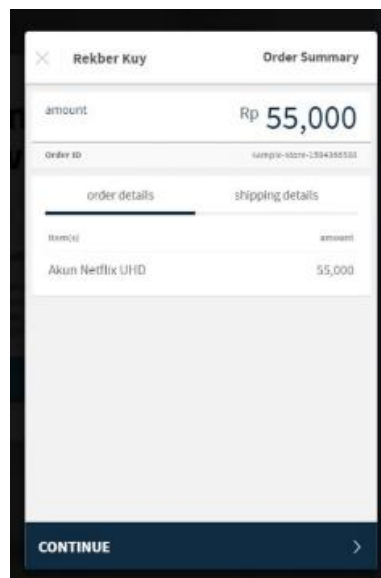 Rekber Kuy Order Summary
amount Rp 55,000
Order ID
order details shipping details
item(s) amount
Akun Netflix UHD 55,000
CONTINUE